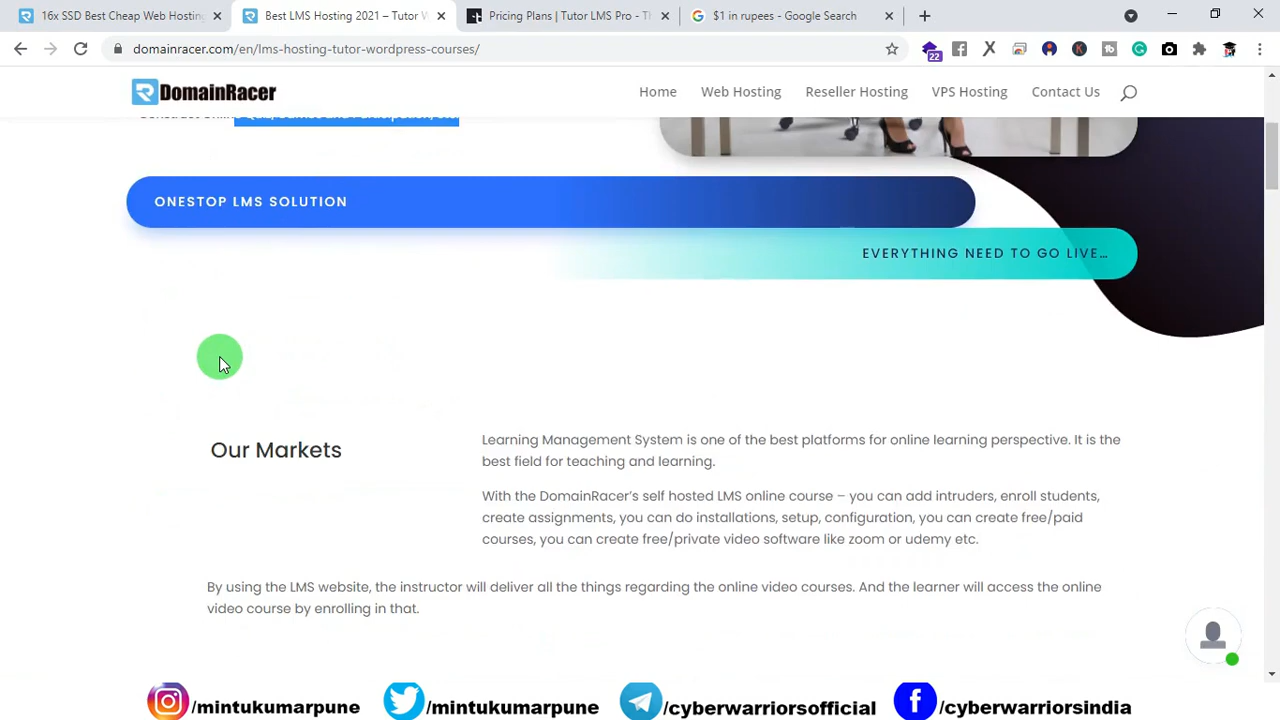 16x SSD Best Cheap Web Hosting
Best LMS Hosting 2021 – Tutor W
Pricing Plans | Tutor LMS Pro - Th
$1 in rupees - Google Search
domainracer.com/en/lms-hosting-tutor-wordpress-courses/
22
DomainRacer
Home
Web Hosting
Reseller Hosting
VPS Hosting
Contact Us
ONESTOP LMS SOLUTION
EVERYTHING NEED TO GO LIVE…
Our Markets
Learning Management System is one of the best platforms for online learning perspective. It is the
best field for teaching and learning.
With the DomainRacer's self hosted LMS online course – you can add intruders, enroll students,
create assignments, you can do installations, setup, configuration, you can create free/paid
courses, you can create free/private video software like zoom or udemy etc.
By using the LMS website, the instructor will deliver all the things regarding the online video courses. And the learner will access the online
video course by enrolling in that.
/mintukumarpune
/mintukumarpune
/cyberwarriorsofficial
/cyberwarriorsindia